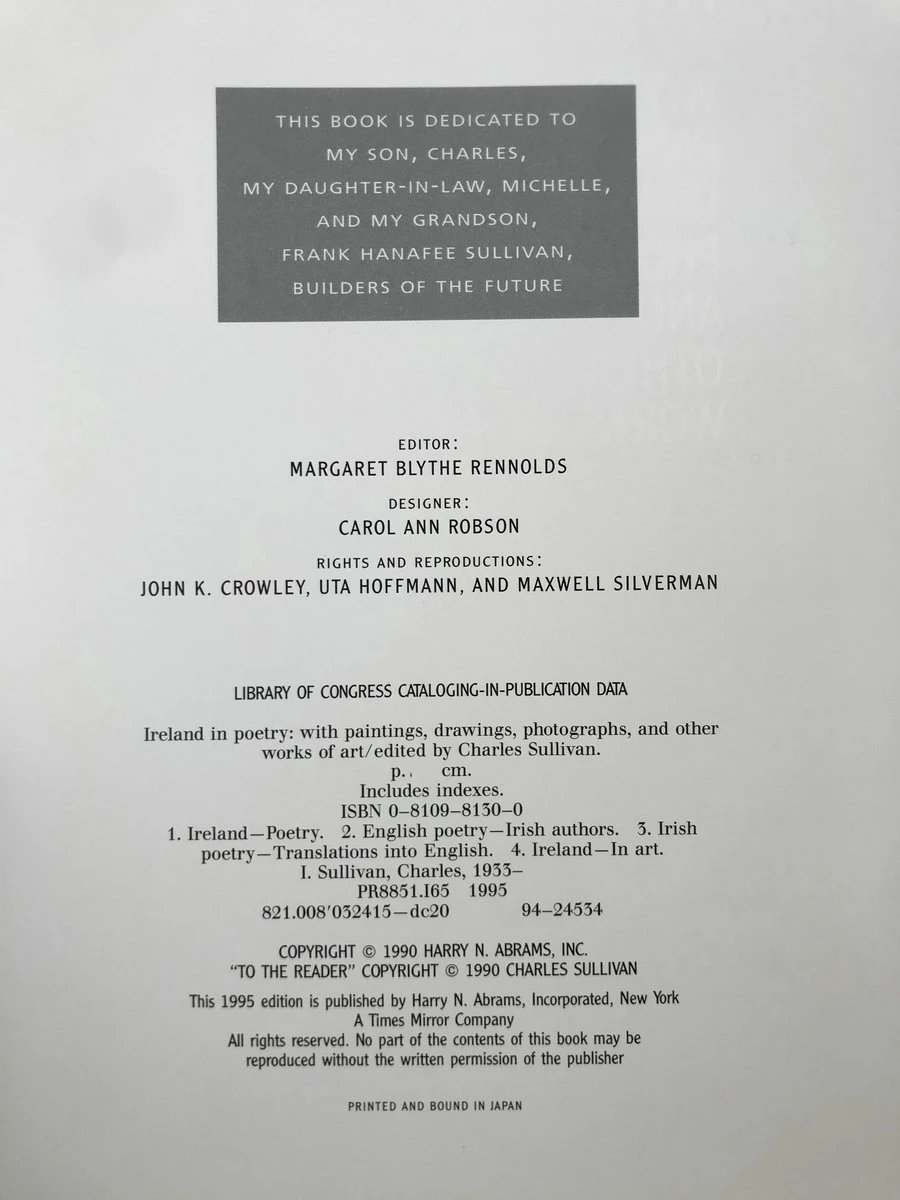 THIS BOOK IS DEDICATED TO
MY SON, CHARLES,
MY DAUGHTER-IN-LAW, MICHELLE,
AND MY GRANDSON,
FRANK HANAFEE SULLIVAN,
BUILDERS OF THE FUTURE
EDITOR:
MARGARET BLYTHE RENNOLDS
DESIGNER:
CAROL ANN ROBSON
RIGHTS AND REPRODUCTIONS:
JOHN K. CROWLEY, UTA HOFFMANN, AND MAXWELL SILVERMAN
LIBRARY OF CONGRESS CATALOGING-IN-PUBLICATION DATA
Ireland in poetry: with paintings, drawings, photographs, and other
works of art/edited by Charles Sullivan.
p. cm.
Includes indexes.
ISBN 0–8109–8130–0
1. Ireland—Poetry. 2. English poetry—Irish authors. 3. Irish
poetry—Translations into English. 4. Ireland—In art.
I. Sullivan, Charles, 1933–
PR8851.I65 1995
821.008'032415—dc20 94–24534
COPYRIGHT © 1990 HARRY N. ABRAMS, INC.
“TO THE READER” COPYRIGHT © 1990 CHARLES SULLIVAN
This 1995 edition is published by Harry N. Abrams, Incorporated, New York
A Times Mirror Company
All rights reserved. No part of the contents of this book may be
reproduced without the written permission of the publisher
PRINTED AND BOUND IN JAPAN